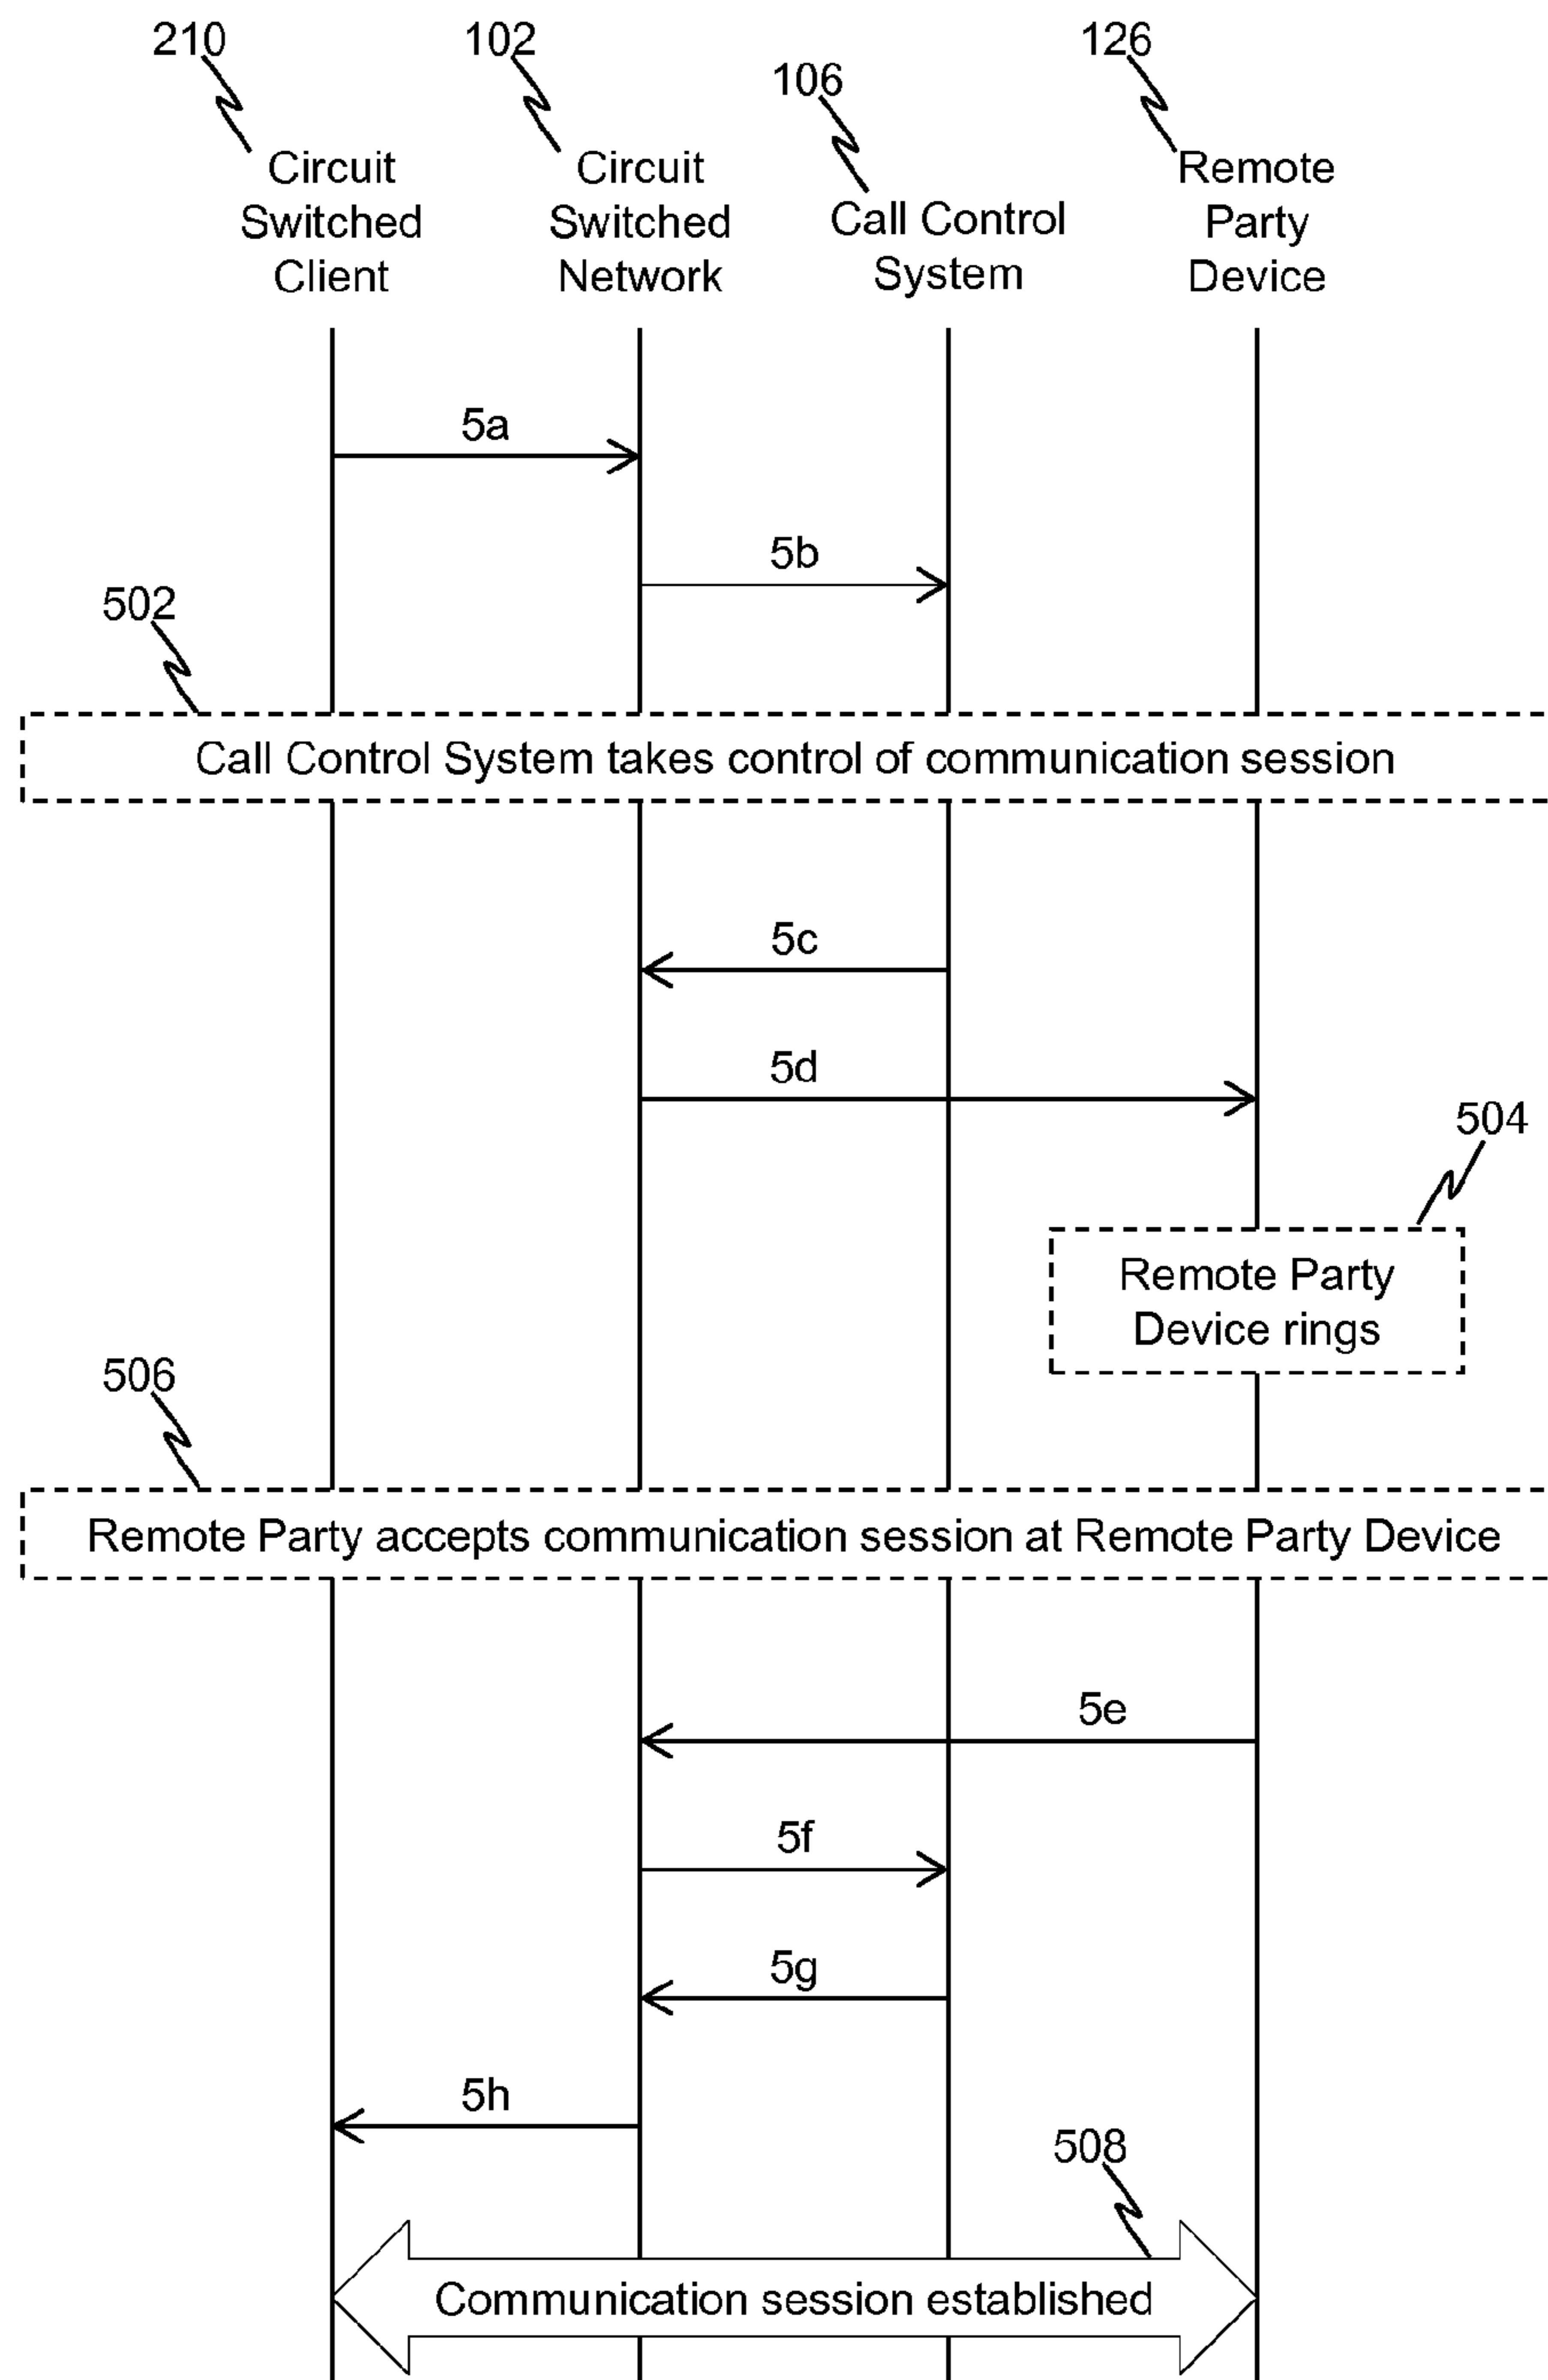 210
102
106
126
Circuit
Switched
Client
Circuit
Switched
Network
Call Control
System
Remote
Party
Device
5a
5b
502
Call Control System takes control of communication session
5c
5d
504
Remote Party
Device rings
506
Remote Party accepts communication session at Remote Party Device
5e
5f
5g
5h
508
Communication session established